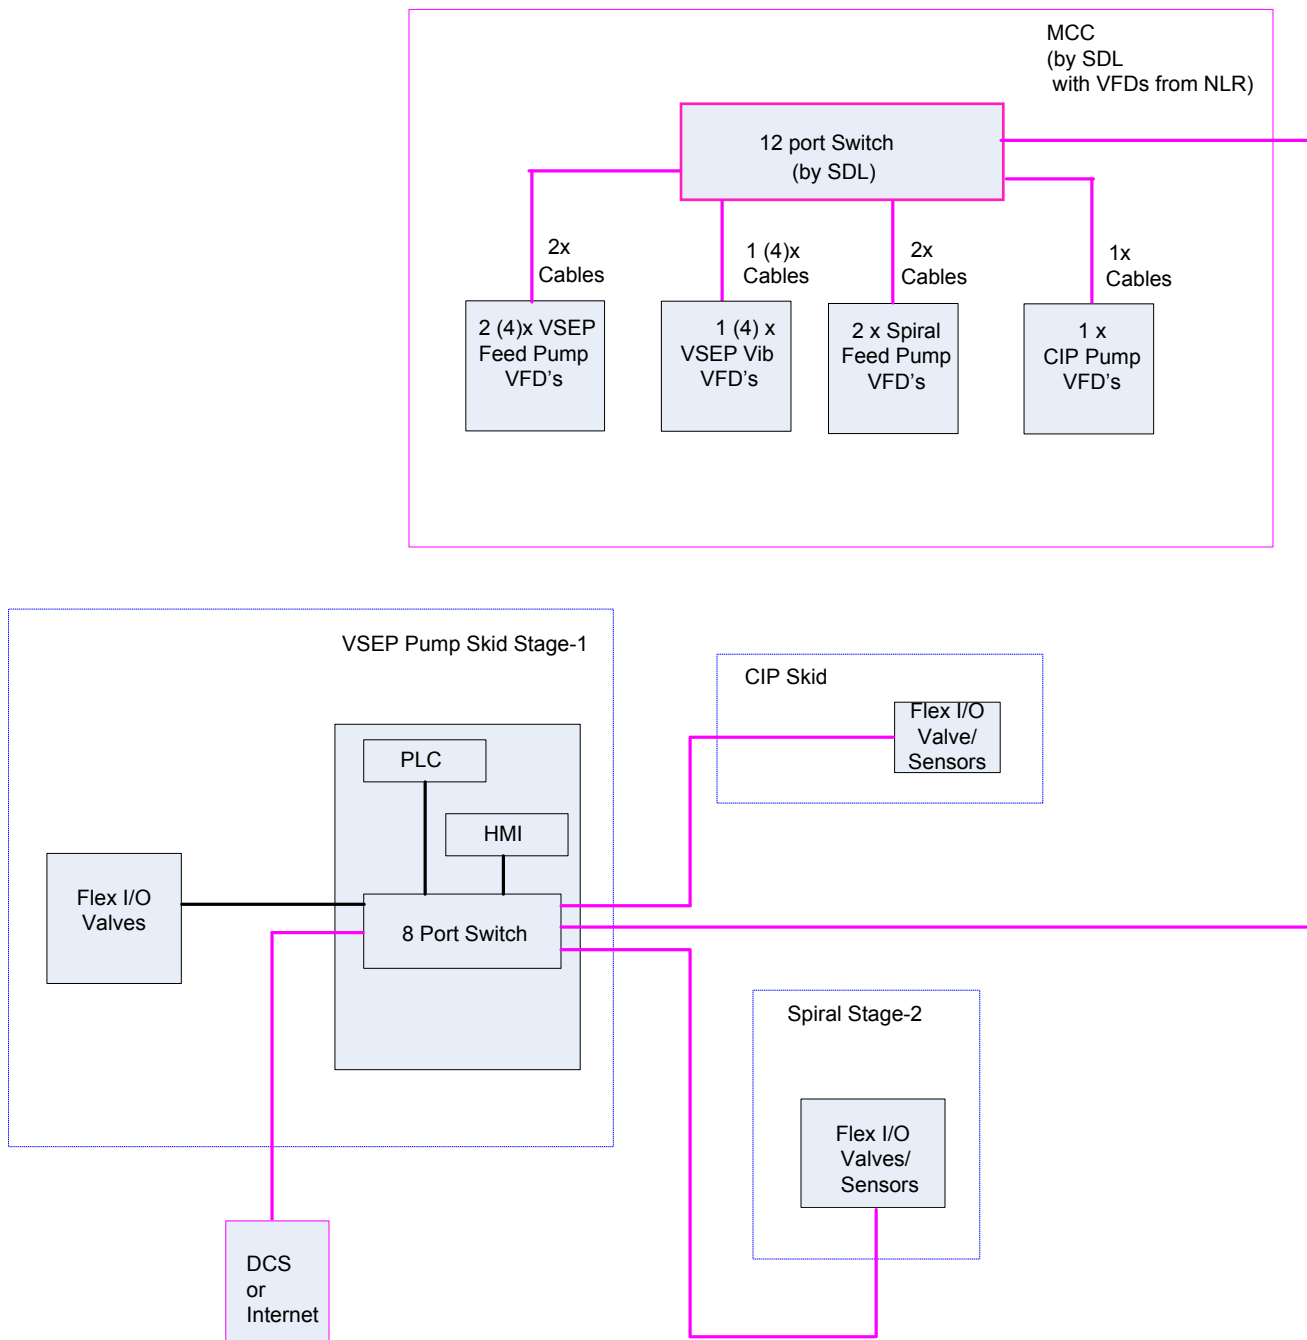 MCC
(by SDL
with VFDs from NLR)
12 port Switch
(by SDL)
2x
Cables
1 (4)x
Cables
2x
Cables
1x
Cables
2 (4)x VSEP
Feed Pump
VFD's
1 (4) x
VSEP Vib
VFD's
2 x Spiral
Feed Pump
VFD's
1 x
CIP Pump
VFD's
VSEP Pump Skid Stage-1
PLC
HMI
Flex I/O
Valves
8 Port Switch
CIP Skid
Flex I/O
Valve/
Sensors
Spiral Stage-2
Flex I/O
Valves/
Sensors
DCS
or
Internet